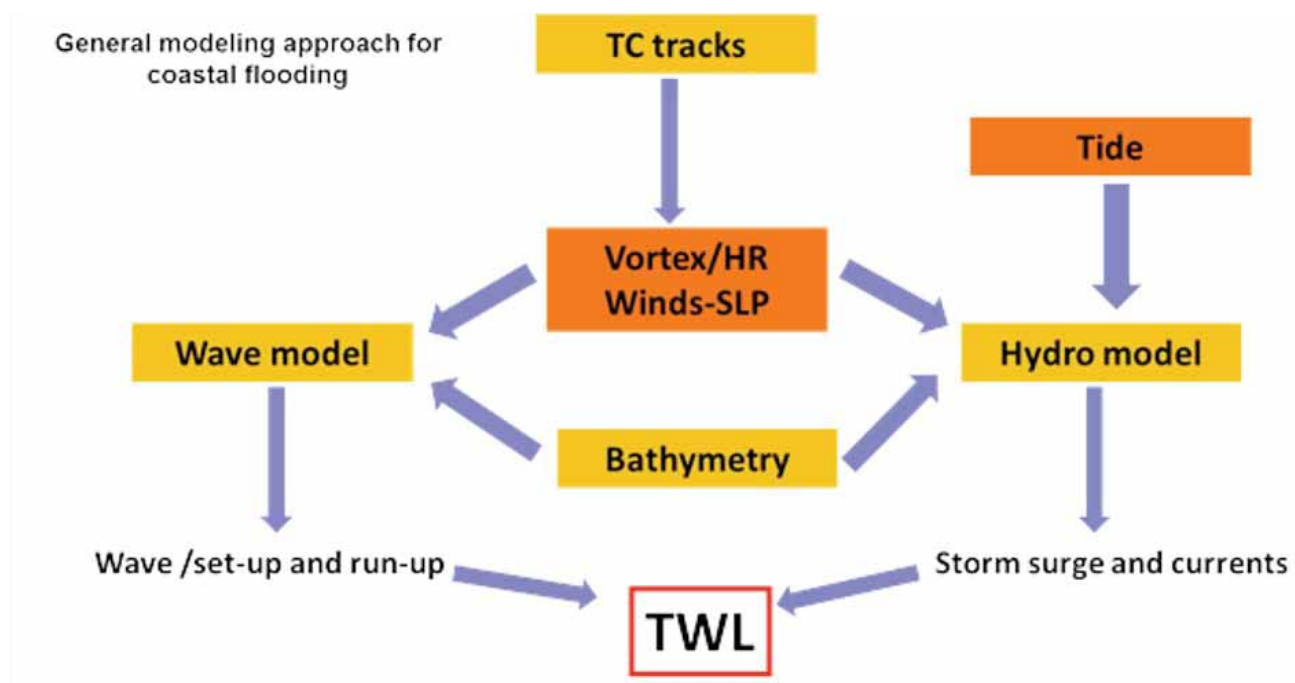 General modeling approach for
coastal flooding
TC tracks
Tide
Vortex/HR
Winds-SLP
Wave model
Hydro model
Bathymetry
Wave /set-up and run-up
Storm surge and currents
TWL